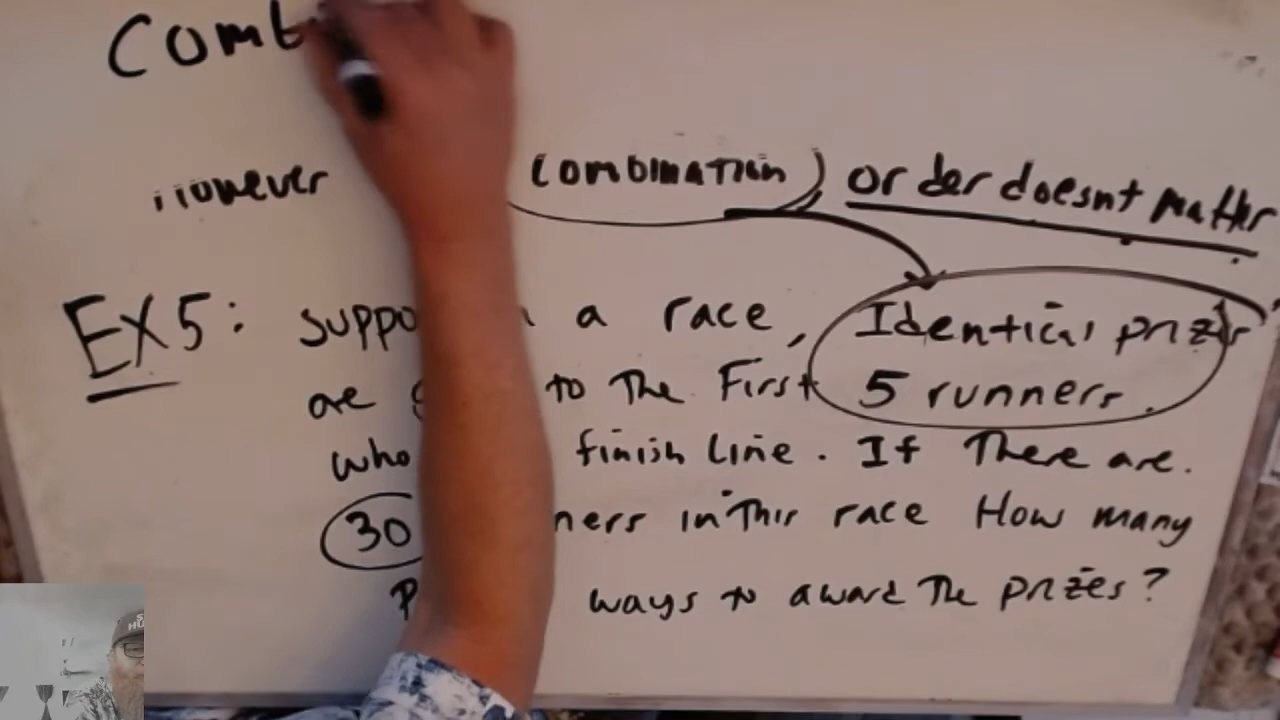 Comb
However (Combination) order doesnt matter
EX5: Suppo a race, Identical prizes
are to The First 5 runners.
who finish Line. If There are.
30 ners in This race How many
P ways to award The prizes?